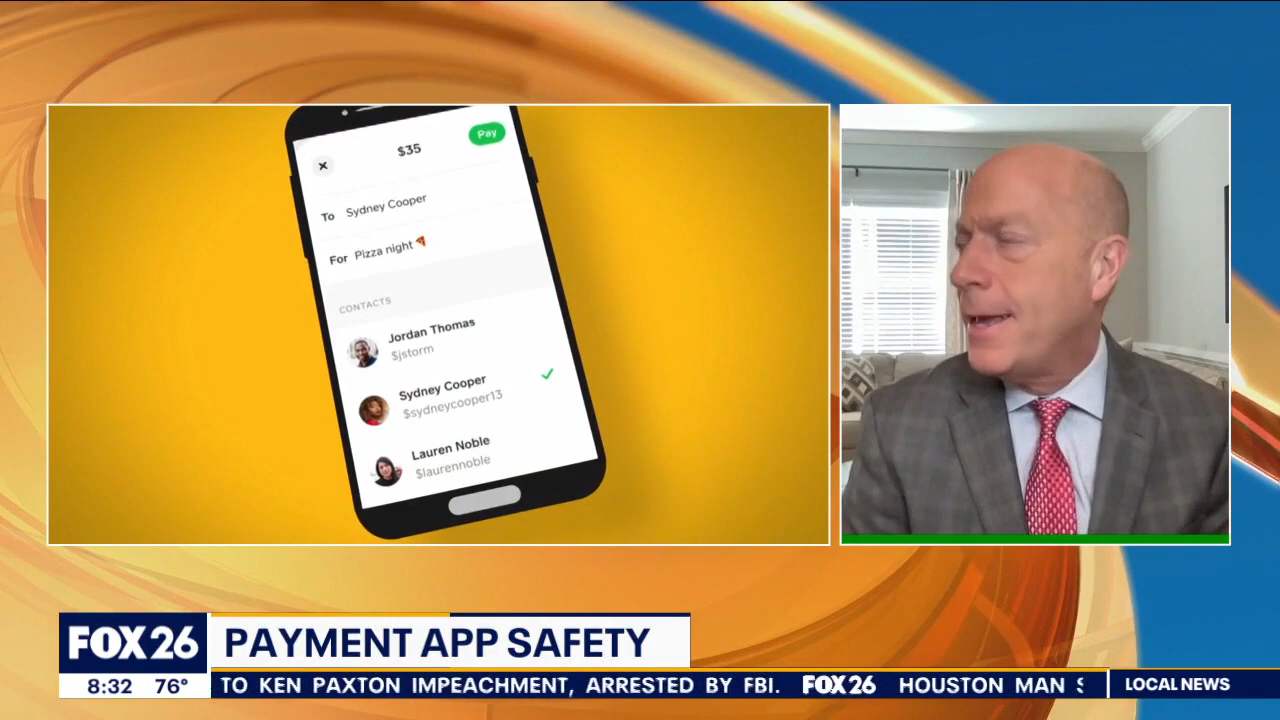 $35
Pay
To Sydney Cooper
For Pizza night
CONTACTS
Jordan Thomas
$jstorm
Sydney Cooper
$sydneycooper13
Lauren Noble
$laurennoble
FOX 26
PAYMENT APP SAFETY
8:32 76°
TO KEN PAXTON IMPEACHMENT, ARRESTED BY FBI. FOX 26 HOUSTON MAN
LOCAL NEWS